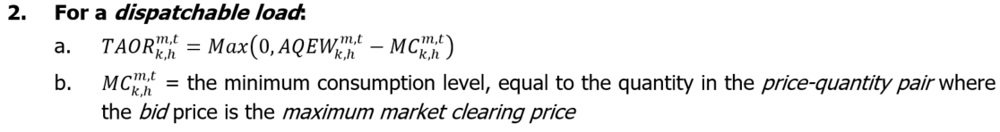 2. For a dispatchable load:
a. TAOR_{k,h}^{m,t} = Max(0, AQEW_{k,h}^{m,t} − MC_{k,h}^{m,t})
b. MC_{k,h}^{m,t} = the minimum consumption level, equal to the quantity in the price-quantity pair where
the bid price is the maximum market clearing price